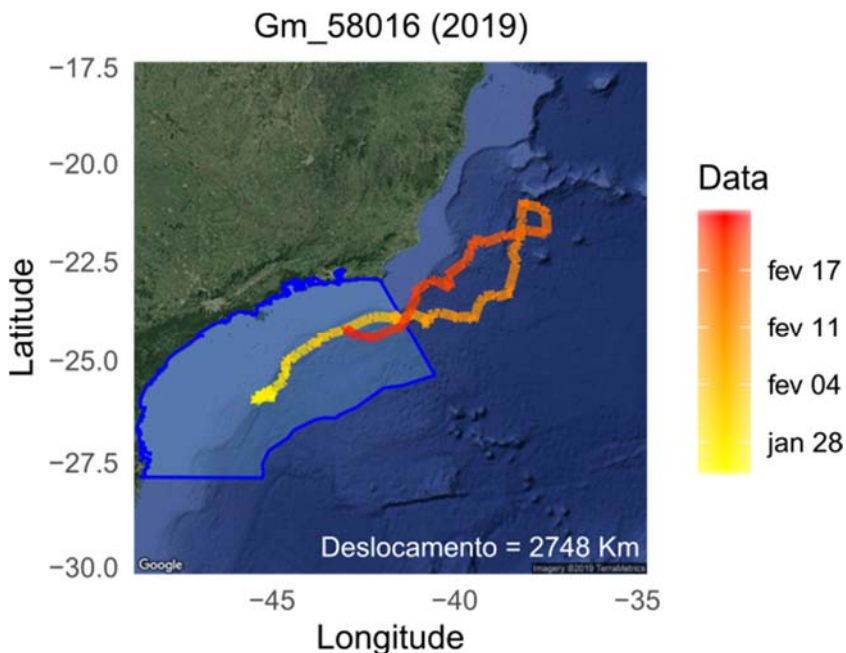 Gm_58016 (2019)
−17.5
−20.0
−22.5
−25.0
−27.5
−30.0
Latitude
Data
fev 17
fev 11
fev 04
jan 28
Deslocamento = 2748 Km
Google
Imagery ©2019 TerraMetrics
−45
−40
−35
Longitude